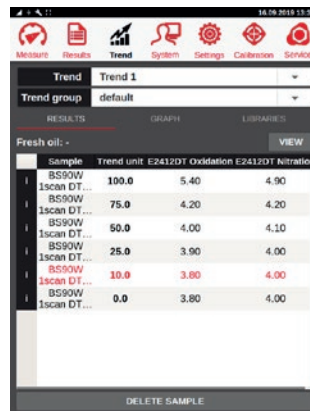 16.09.2019 13:3
Measure Results Trend System Settings Calibration Service
Trend Trend 1
Trend group default
RESULTS GRAPH LIBRARIES
Fresh oil: - VIEW
Sample Trend unit E2412DT Oxidation E2412DT Nitratio
i BS90W 1scan DT... 100.0 5.40 4.90
i BS90W 1scan DT... 75.0 4.20 4.20
i BS90W 1scan DT... 50.0 4.00 4.10
i BS90W 1scan DT... 25.0 3.90 4.00
i BS90W 1scan DT... 10.0 3.80 4.00
i BS90W 1scan DT... 0.0 3.80 4.00
DELETE SAMPLE